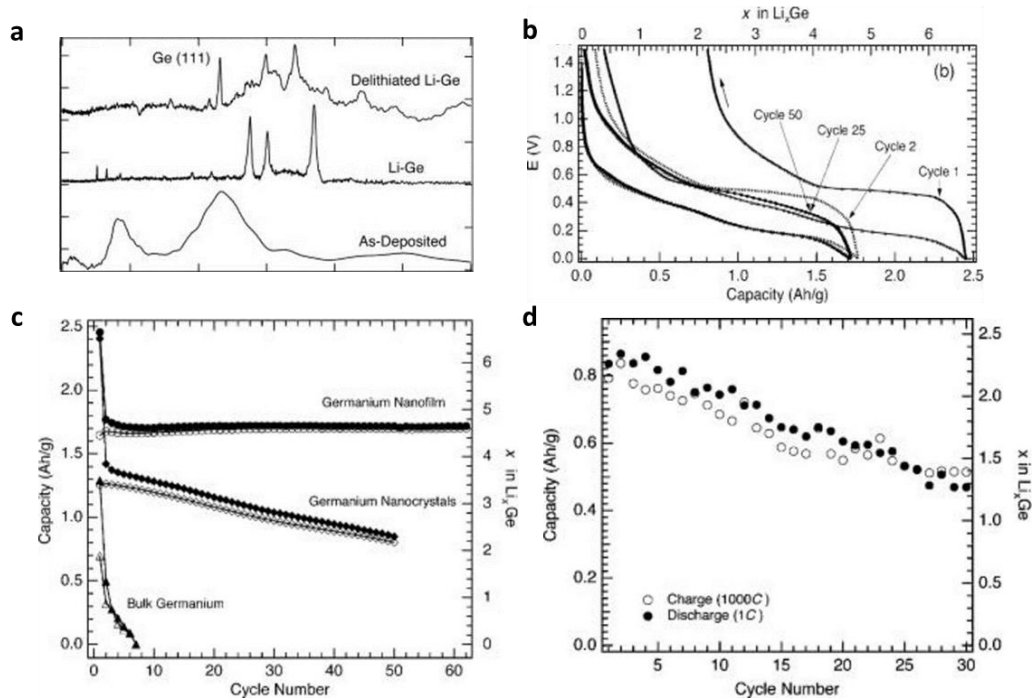 a
Ge (111)
Delithiated Li-Ge
Li-Ge
As-Deposited
b
x in LixGe
0 1 2 3 4 5 6
(b)
1.4
1.2
1.0
0.8
0.6
0.4
0.2
0.0
E (V)
Cycle 50
Cycle 25
Cycle 2
Cycle 1
0.0 0.5 1.0 1.5 2.0 2.5
Capacity (Ah/g)
c
2.5
2.0
1.5
1.0
0.5
0.0
Capacity (Ah/g)
Germanium Nanofilm
Germanium Nanocrystals
Bulk Germanium
6
5
4
3
2
1
0
x in LixGe
0 10 20 30 40 50 60
Cycle Number
d
0.8
0.6
0.4
0.2
0.0
Capacity (Ah/g)
Charge (1000C)
Discharge (1C)
2.5
2.0
1.5
1.0
0.5
0.0
x in LixGe
5 10 15 20 25 30
Cycle Number